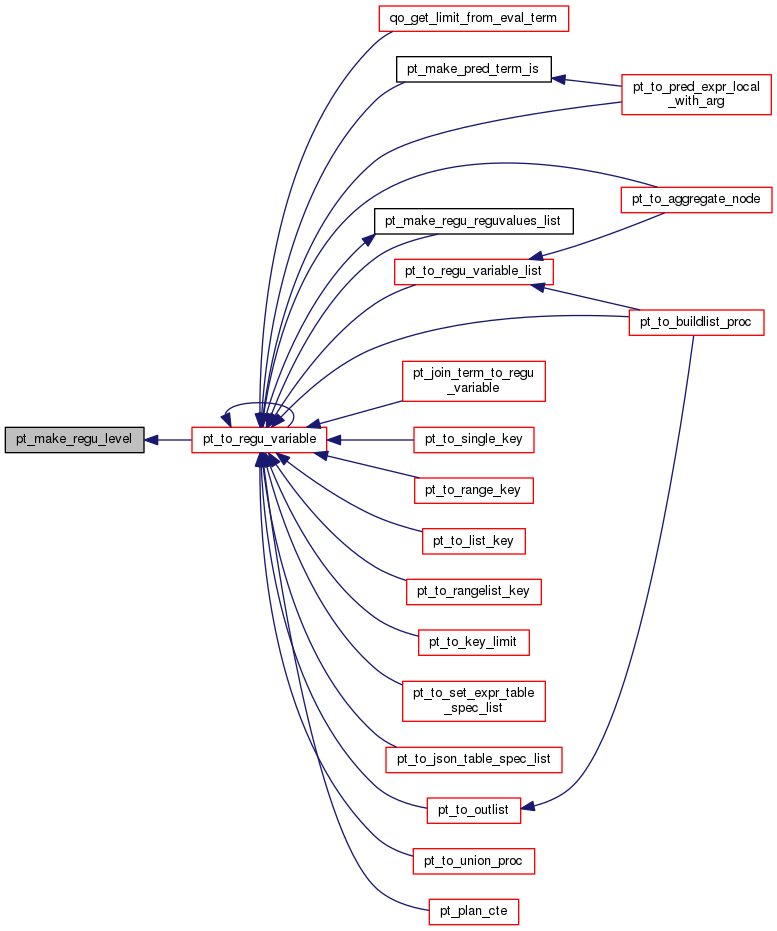 qo_get_limit_from_eval_term
pt_make_pred_term_is
pt_to_pred_expr_local
_with_arg
pt_to_aggregate_node
pt_make_regu_reguvalues_list
pt_to_regu_variable_list
pt_to_buildlist_proc
pt_join_term_to_regu
_variable
pt_make_regu_level
pt_to_regu_variable
pt_to_single_key
pt_to_range_key
pt_to_list_key
pt_to_rangelist_key
pt_to_key_limit
pt_to_set_expr_table
_spec_list
pt_to_json_table_spec_list
pt_to_outlist
pt_to_union_proc
pt_plan_cte